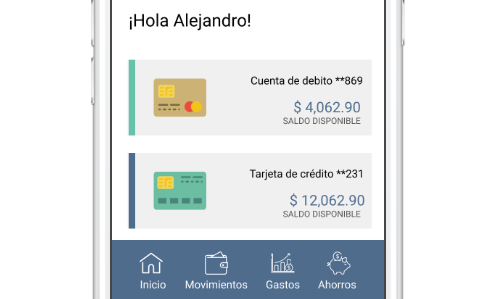 ¡Hola Alejandro!
Cuenta de debito **869
$ 4,062.90
SALDO DISPONIBLE
Tarjeta de crédito **231
$ 12,062.90
SALDO DISPONIBLE
Inicio Movimientos Gastos Ahorros